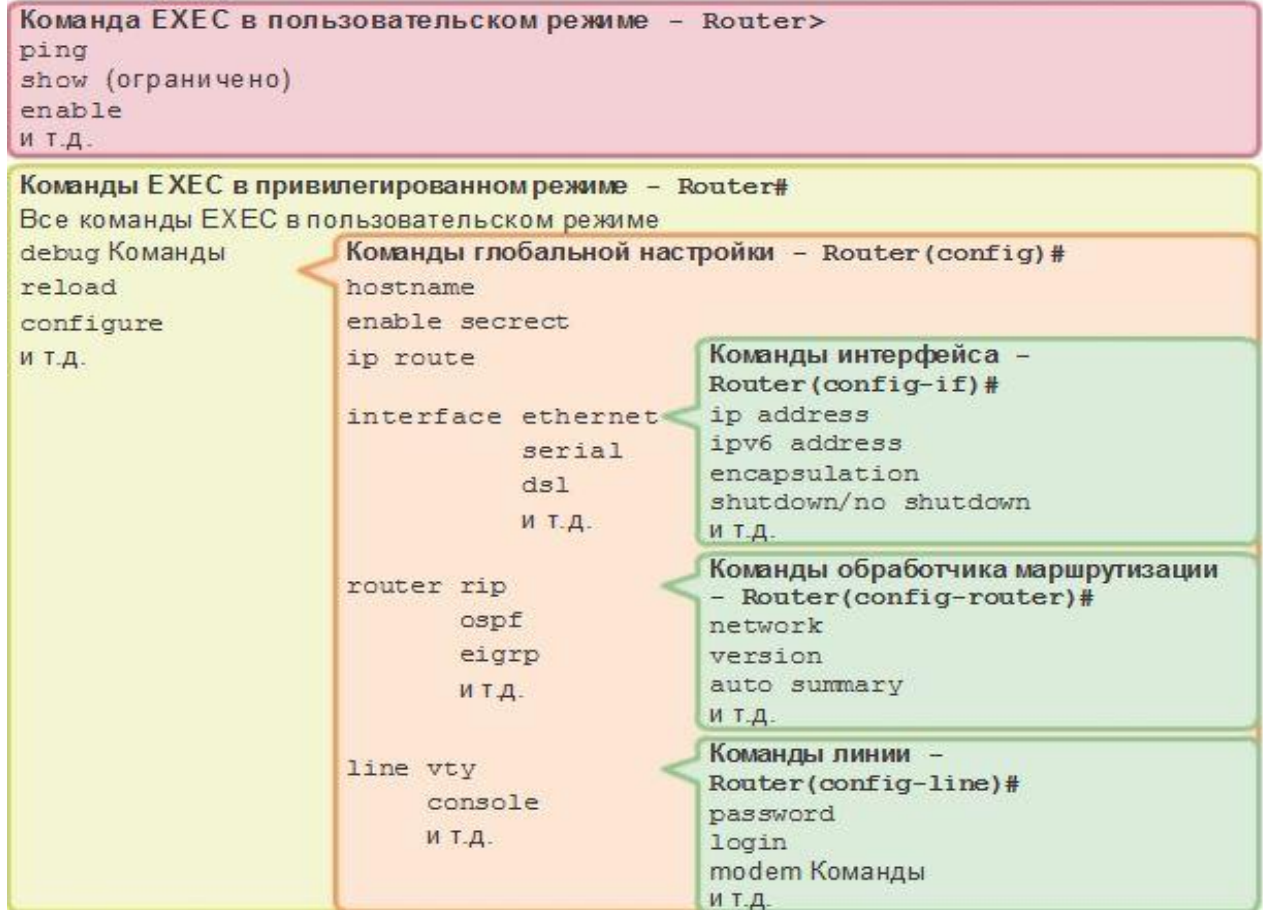 Команда EXEC в пользовательском режиме - Router>
ping
show (ограничено)
enable
и т.д.
Команды EXEC в привилегированном режиме - Router#
Все команды EXEC в пользовательском режиме
debug Команды
reload
configure
и т.д.
Команды глобальной настройки - Router(config)#
hostname
enable secrect
ip route
interface ethernet
serial
dsl
и т.д.
Команды интерфейса -
Router(config-if)#
ip address
ipv6 address
encapsulation
shutdown/no shutdown
и т.д.
router rip
ospf
eigrp
и т.д.
Команды обработчика маршрутизации
- Router(config-router)#
network
version
auto summary
и т.д.
line vty
console
и т.д.
Команды линии -
Router(config-line)#
password
login
modem Команды
и т.д.